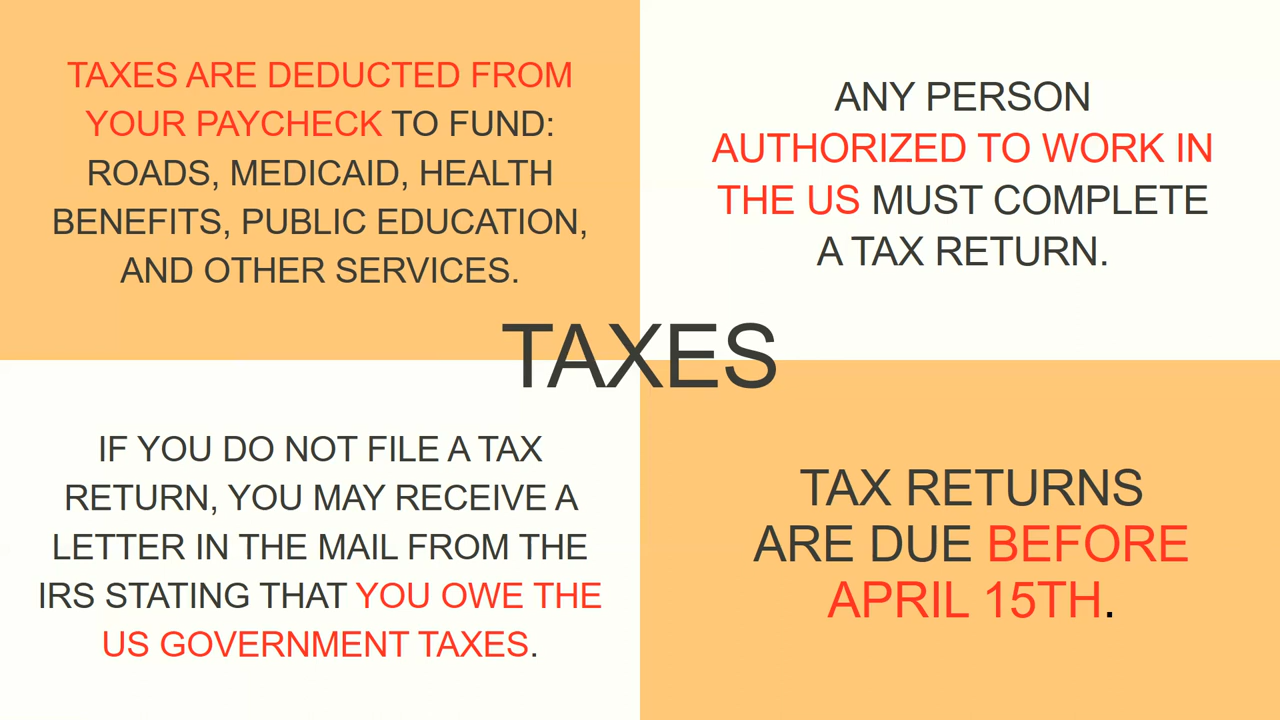 TAXES ARE DEDUCTED FROM
YOUR PAYCHECK TO FUND:
ROADS, MEDICAID, HEALTH
BENEFITS, PUBLIC EDUCATION,
AND OTHER SERVICES.
ANY PERSON
AUTHORIZED TO WORK IN
THE US MUST COMPLETE
A TAX RETURN.
TAXES
IF YOU DO NOT FILE A TAX
RETURN, YOU MAY RECEIVE A
LETTER IN THE MAIL FROM THE
IRS STATING THAT YOU OWE THE
US GOVERNMENT TAXES.
TAX RETURNS
ARE DUE BEFORE
APRIL 15TH.